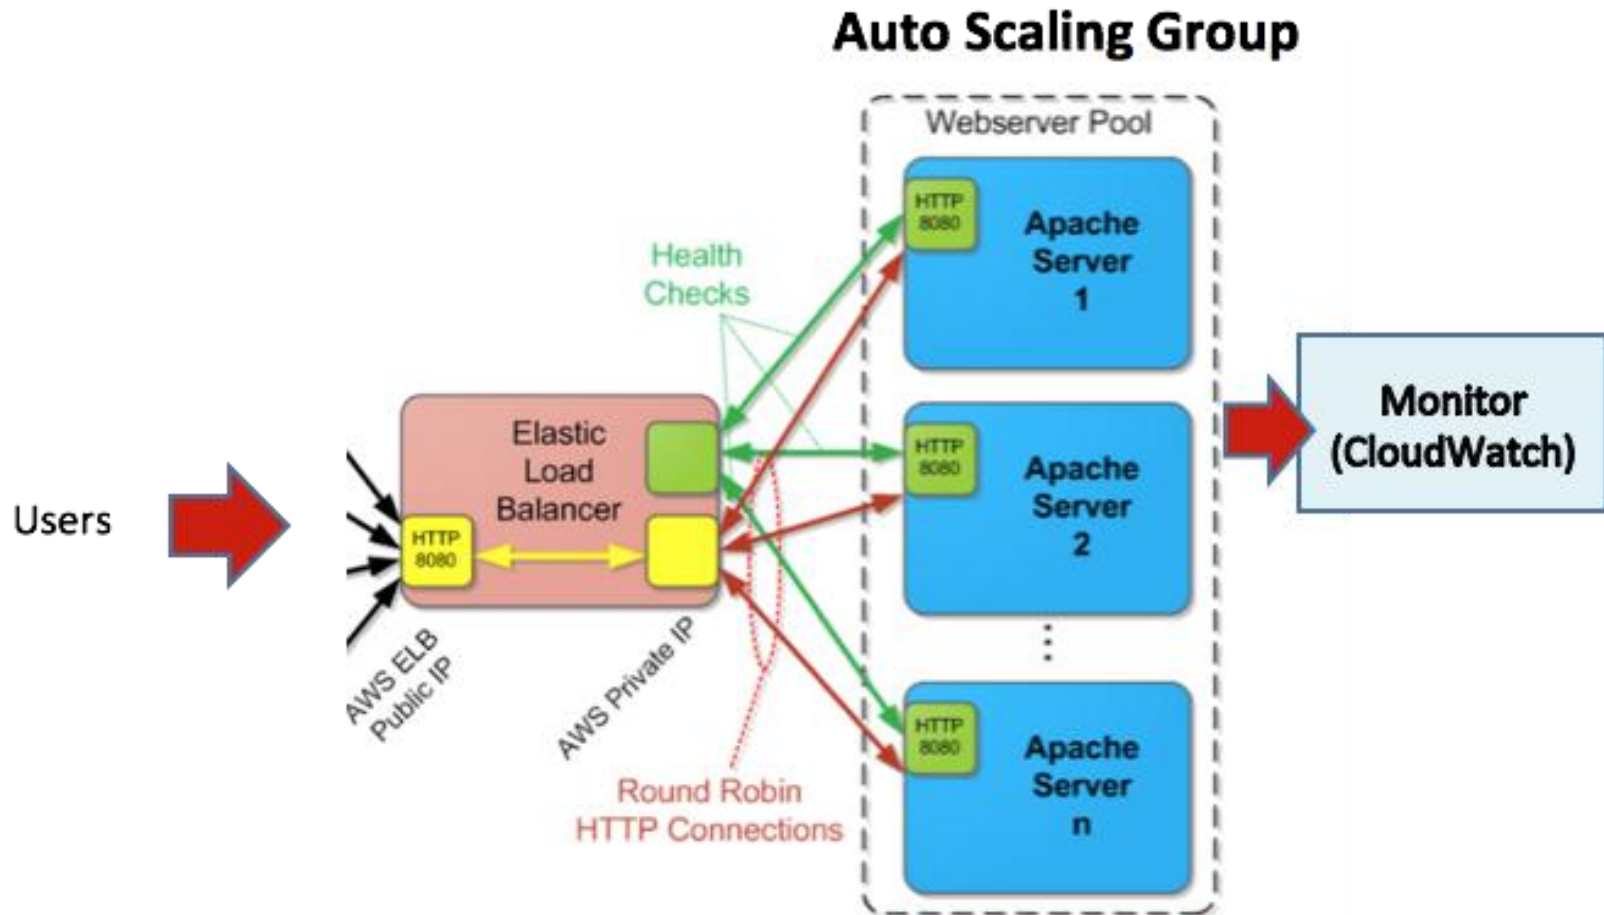 Auto Scaling Group
Webserver Pool
HTTP
8080
Apache
Server
1
Health
Checks
Monitor
(CloudWatch)
Elastic
Load
Balancer
HTTP
8080
Apache
Server
2
Users
HTTP
8080
AWS ELB
Public IP
AWS Private IP
HTTP
8080
Apache
Server
n
Round Robin
HTTP Connections